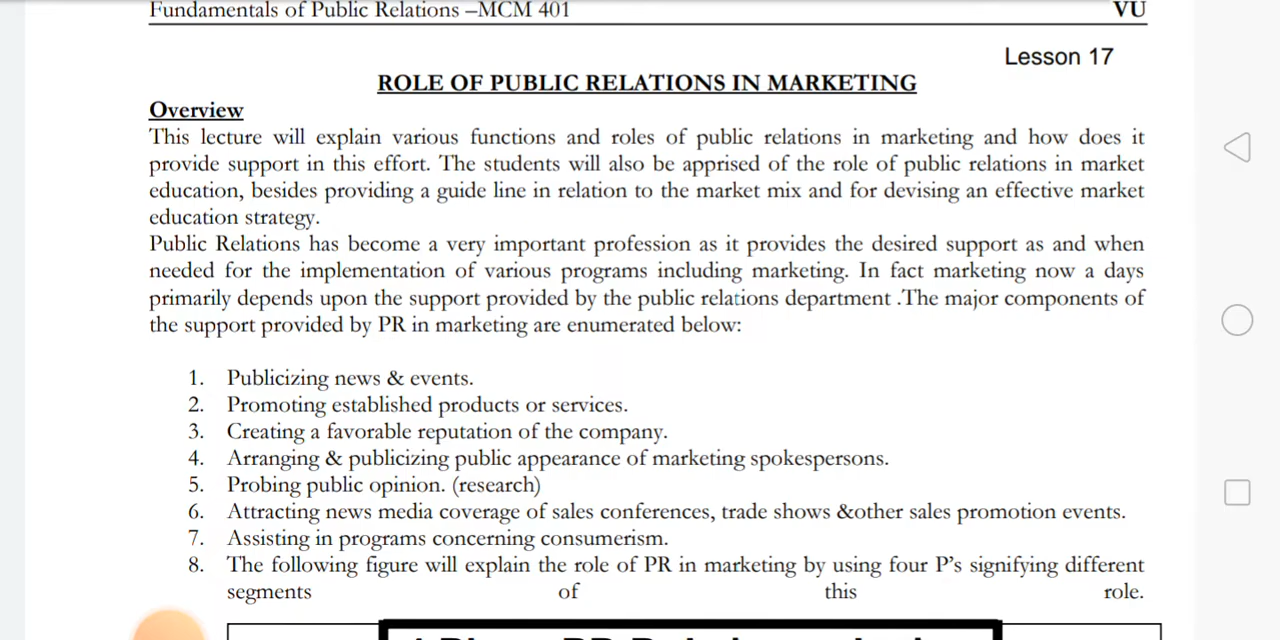 Fundamentals of Public Relations –MCM 401 VU
Lesson 17
ROLE OF PUBLIC RELATIONS IN MARKETING
Overview
This lecture will explain various functions and roles of public relations in marketing and how does it
provide support in this effort. The students will also be apprised of the role of public relations in market
education, besides providing a guide line in relation to the market mix and for devising an effective market
education strategy.
Public Relations has become a very important profession as it provides the desired support as and when
needed for the implementation of various programs including marketing. In fact marketing now a days
primarily depends upon the support provided by the public relations department .The major components of
the support provided by PR in marketing are enumerated below:
1. Publicizing news & events.
2. Promoting established products or services.
3. Creating a favorable reputation of the company.
4. Arranging & publicizing public appearance of marketing spokespersons.
5. Probing public opinion. (research)
6. Attracting news media coverage of sales conferences, trade shows &other sales promotion events.
7. Assisting in programs concerning consumerism.
8. The following figure will explain the role of PR in marketing by using four P's signifying different
segments of this role.